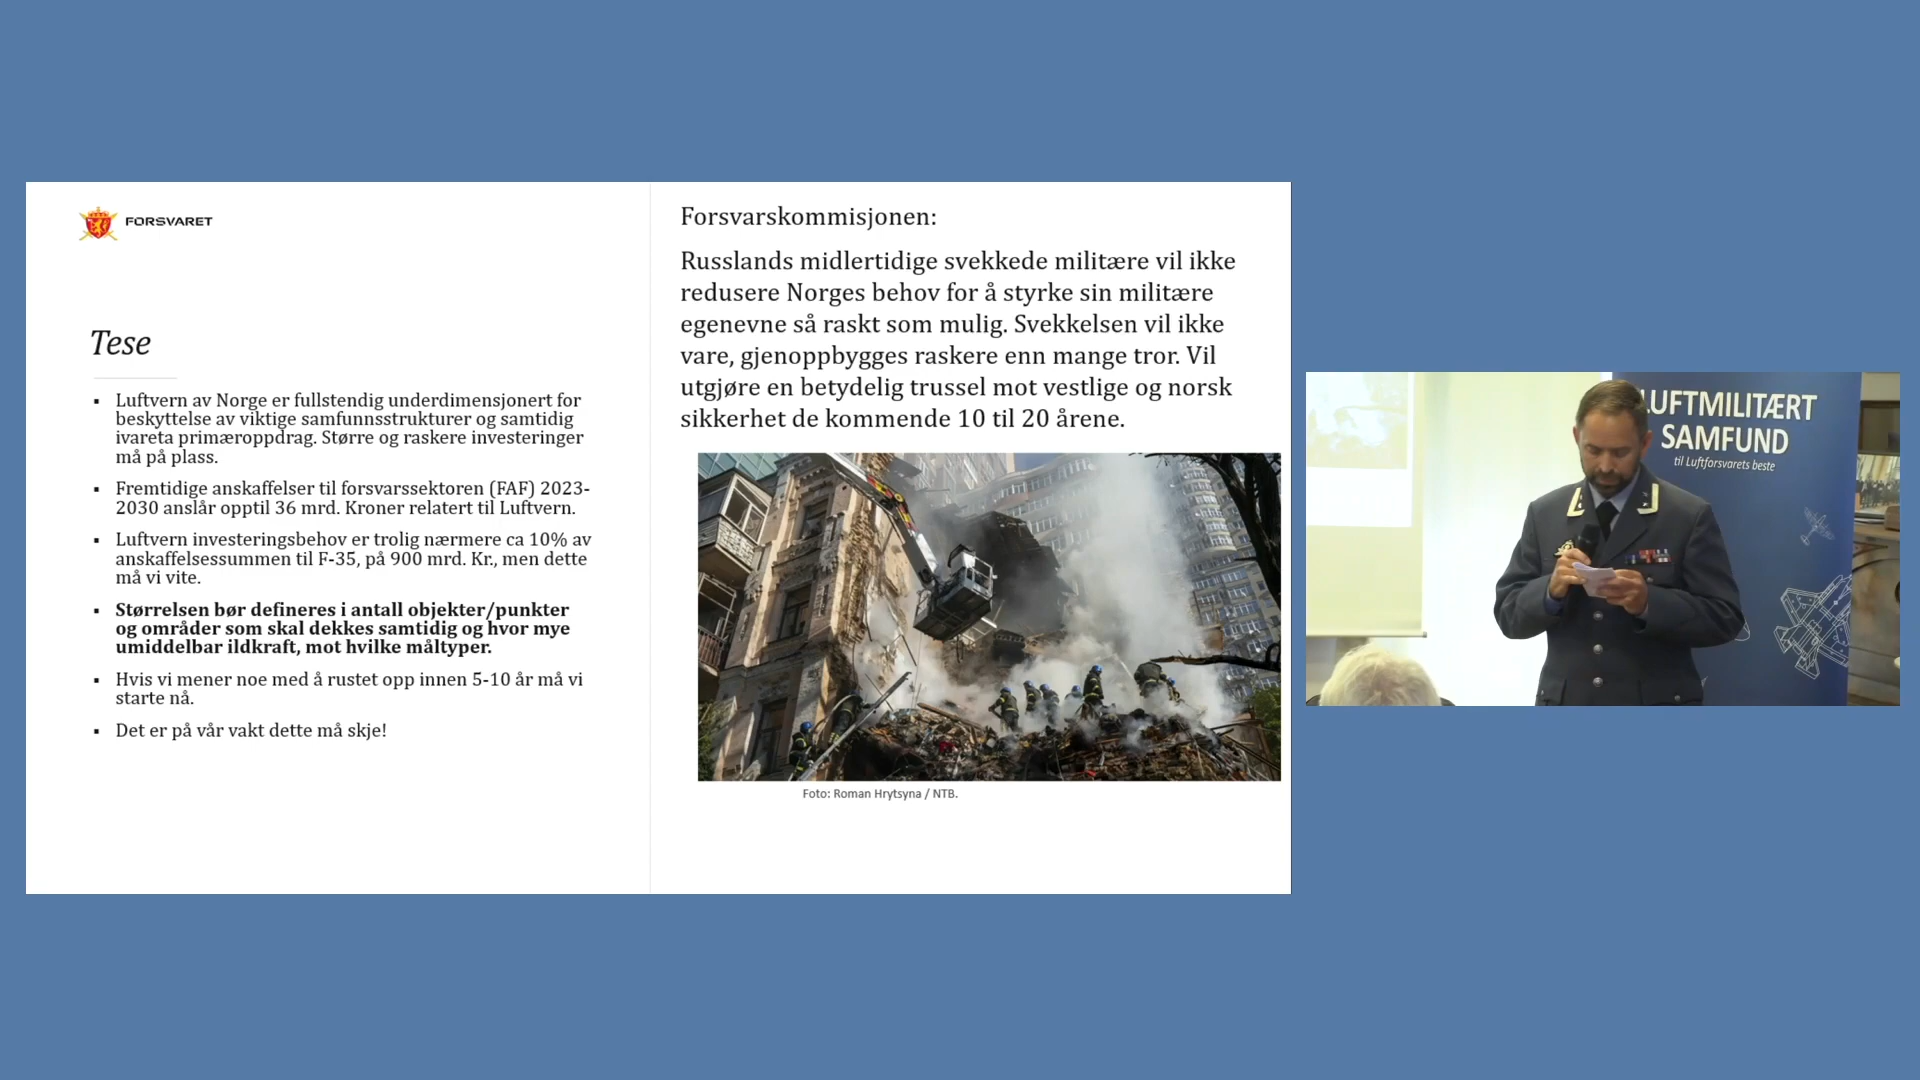 FORSVARET
Tese
▪ Luftvern av Norge er fullstendig underdimensjonert for
beskyttelse av viktige samfunnsstrukturer og samtidig
ivareta primæroppdrag. Større og raskere investeringer
må på plass.
▪ Fremtidige anskaffelser til forsvarssektoren (FAF) 2023-
2030 anslår opptil 36 mrd. Kroner relatert til Luftvern.
▪ Luftvern investeringsbehov er trolig nærmere ca 10% av
anskaffelsessummen til F-35, på 900 mrd. Kr., men dette
må vi vite.
▪ Størrelsen bør defineres i antall objekter/punkter
og områder som skal dekkes samtidig og hvor mye
umiddelbar ildkraft, mot hvilke måltyper.
▪ Hvis vi mener noe med å rustet opp innen 5-10 år må vi
starte nå.
▪ Det er på vår vakt dette må skje!
Forsvarskommisjonen:
Russlands midlertidige svekkede militære vil ikke
redusere Norges behov for å styrke sin militære
egenevne så raskt som mulig. Svekkelsen vil ikke
vare, gjenoppbygges raskere enn mange tror. Vil
utgjøre en betydelig trussel mot vestlige og norsk
sikkerhet de kommende 10 til 20 årene.
Foto: Roman Hrytsyna / NTB.
LUFTMILITÆRT
SAMFUND
til Luftforsvarets beste